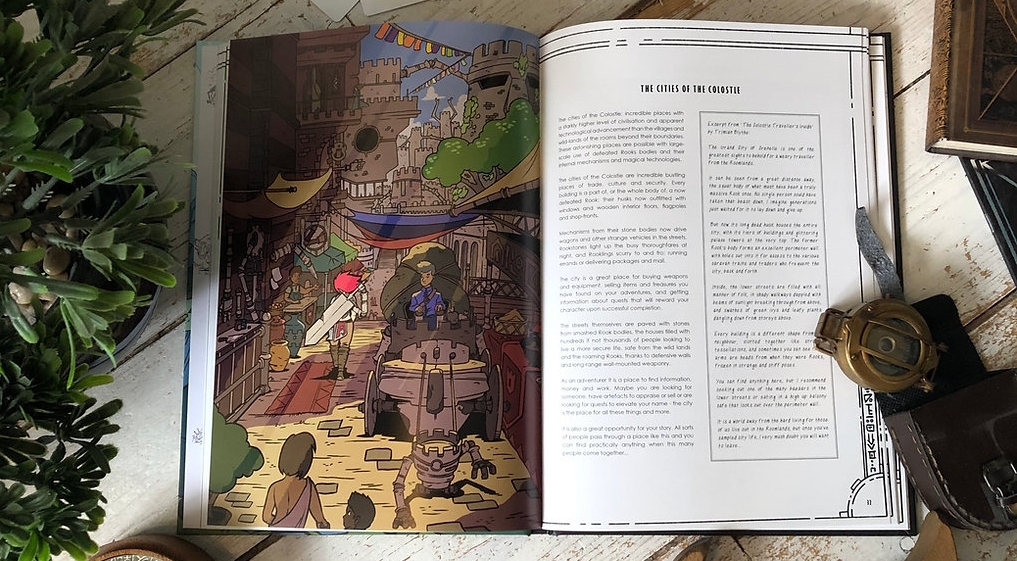 THE CITIES OF THE COLOSTLE
The cities of the Colostle, incredible places with
a starkly higher level of civilisation and apparent
technological advancement than the villages and
wild-lands of the rooms beyond their boundaries.
These astonishing places are possible with large-
scale use of defeated Rooks bodies and their
internal mechanisms and magical technologies.
The cities of the Colostle are incredible bustling
places of trade, culture and security. Every
building is a part of, or the whole body of, a now
defeated Rook; their husks now outfitted with
windows and wooden interior floors, flagpoles
and shop-fronts.
Mechanisms from their stone bodies now drive
wagons and other strange vehicles in the streets,
Rookstones light up the busy thoroughfares at
night, and Rooklings scurry to and fro; running
errands or delivering packages and mail.
The city is a great place for buying weapons
and equipment, selling items and treasures you
have found on your adventures, and getting
information about quests that will reward your
character upon successful completion.
The streets themselves are paved with stones
from smashed Rook bodies, the houses filled with
hundreds if not thousands of people looking to
live a more secure life, safe from the wild lands
and the roaming Rooks, thanks to defensive walls
and long range wall-mounted weaponry.
As an adventurer it is a place to find information,
money and work. Maybe you are looking for
someone, have artefacts to appraise or sell or are
looking for quests to elevate your name - the city
is the place for all these things and more.
It is also a great opportunity for your story. All sorts
of people pass through a place like this and you
can find practically anything when this many
people come together...
Excerpt from 'The Colostle Traveller's Inside'
by Triman Blythe
The Grand City of
is one of the
greatest sights to behold for a weary traveller
from the Roomlands.
It can be seen from a great distance away,
the squat body of what must have been a truly
massive Rook once. No single person could have
taken that beast down, I imagine generations
just waited for it to lay down and give up.
But now its long dead husk houses the entire
city, with its tiers of buildings and glittering
palace towers at the very top. The former
Rook's body forms an excellent perimeter wall
with holes cut into it for access to the various
caravan trains and traders who frequent the
city, back and forth.
Inside, the lower streets are filled with all
manner of folk, in shady walkways dappled with
beams of sunlight breaking through from above,
and swathes of green ivys and leafy plants
dangling down from storeys above.
Every building is a different shape from
neighbour, slotted together like
tessellations, and sometimes you can see
arms are heads from when they were Rooks,
frozen in strange and stiff poses.
You can find anything here, but I recommend
seeking out one of the many
in the
lower streets or eating in a high up balcony
cafe that looks out over the perimeter wall.
It is a world away from the hard living for those
of us live out in the Roomlands, but once you've
sampled city life, I very much doubt you will want
to leave...